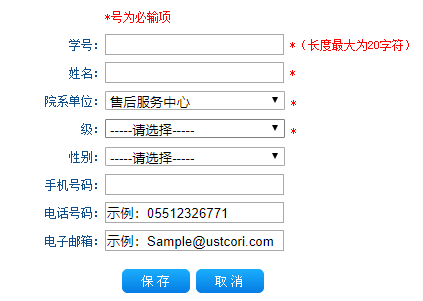 *号为必输项
学号： *（长度最大为20字符）
姓名： *
院系单位： 售后服务中心 *
级： -----请选择----- *
性别： -----请选择-----
手机号码：
电话号码： 示例：05512326771
电子邮箱： 示例：Sample@ustcori.com
保 存 取 消